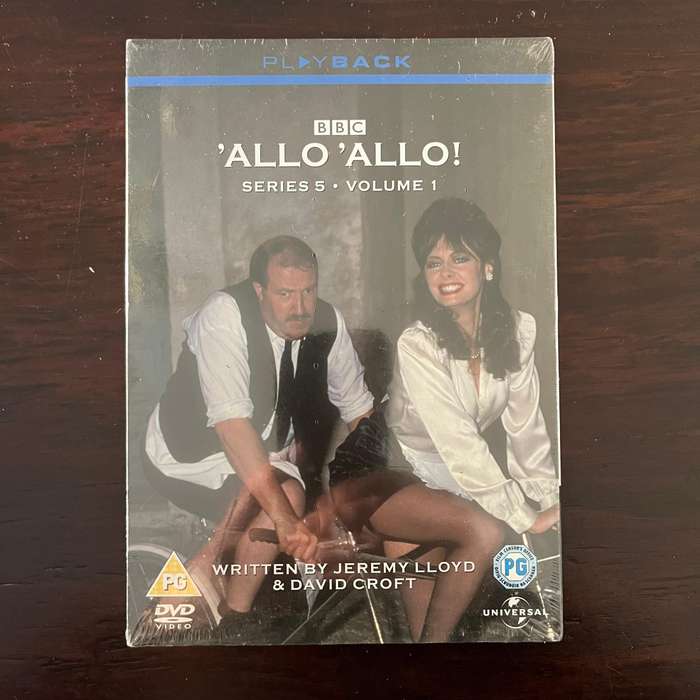 PLAYBACK
BBC
'ALLO 'ALLO!
SERIES 5 • VOLUME 1
WRITTEN BY JEREMY LLOYD
& DAVID CROFT
PG
DVD
VIDEO
PG
UNIVERSAL